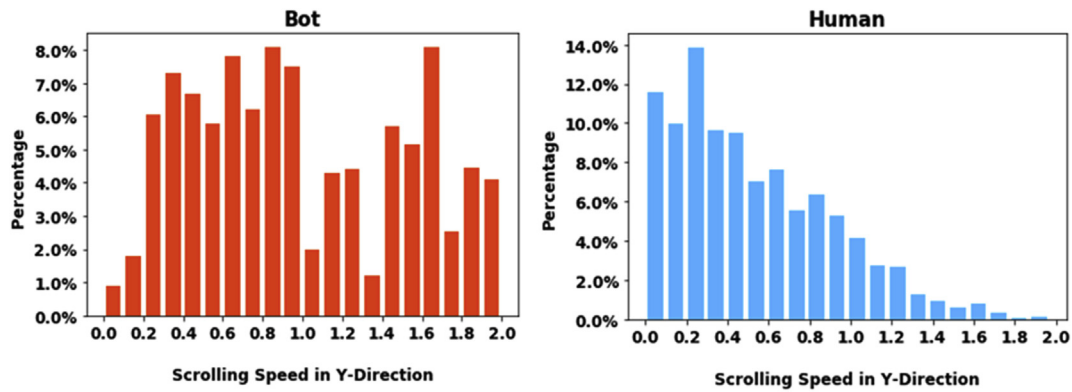 Bot
Percentage
8.0%
7.0%
6.0%
5.0%
4.0%
3.0%
2.0%
1.0%
0.0%
0.0 0.2 0.4 0.6 0.8 1.0 1.2 1.4 1.6 1.8 2.0
Scrolling Speed in Y-Direction
Human
Percentage
14.0%
12.0%
10.0%
8.0%
6.0%
4.0%
2.0%
0.0%
0.0 0.2 0.4 0.6 0.8 1.0 1.2 1.4 1.6 1.8 2.0
Scrolling Speed in Y-Direction